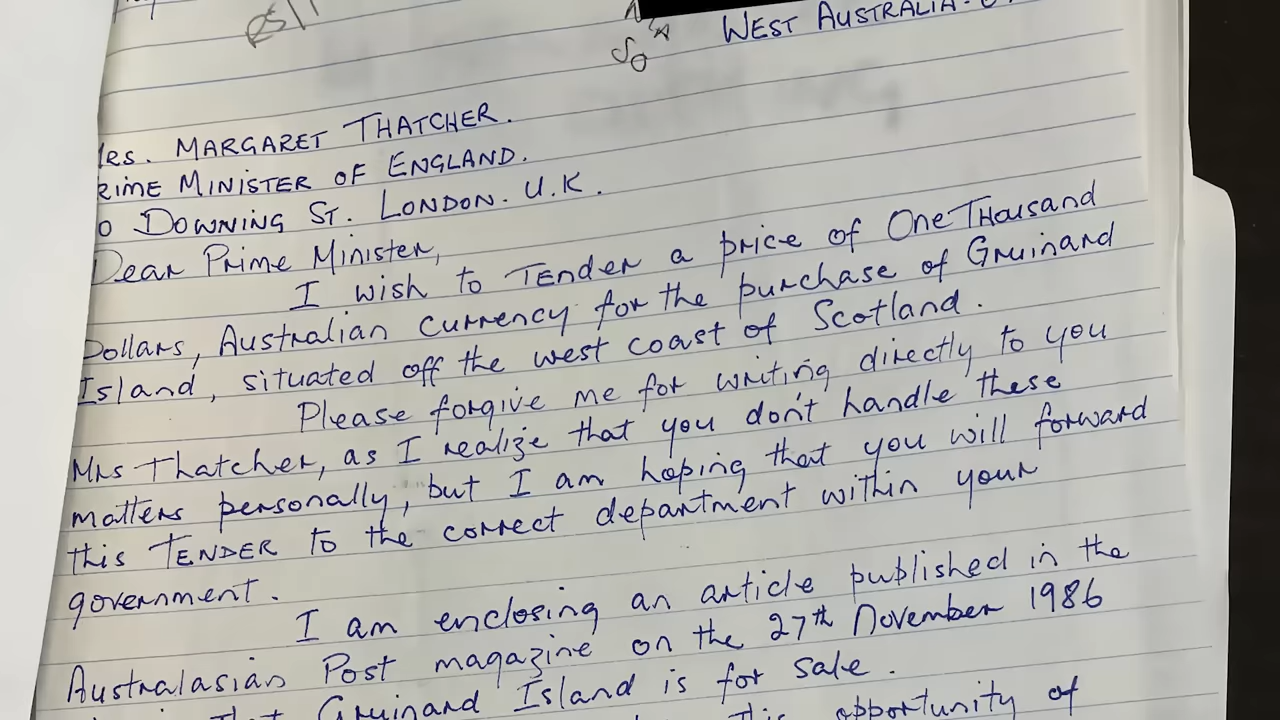 WEST AUSTRALIA.
MARGARET THATCHER.
MINISTER OF ENGLAND.
DOWNING ST. LONDON. U.K.
Dear Prime Minister,
I wish to TENDER a price of One Thousand
Dollars, Australian Currency for the purchase of Gruinard
Island, situated off the west coast of Scotland.
Please forgive me for writing directly to you
Mrs Thatcher, as I realize that you don't handle these
matters personally, but I am hoping that you will forward
this TENDER to the correct department within your
government.
I am enclosing an article published in the
Australasian Post magazine on the 27th November 1986
that Gruinard Island is for sale.
This opportunity of